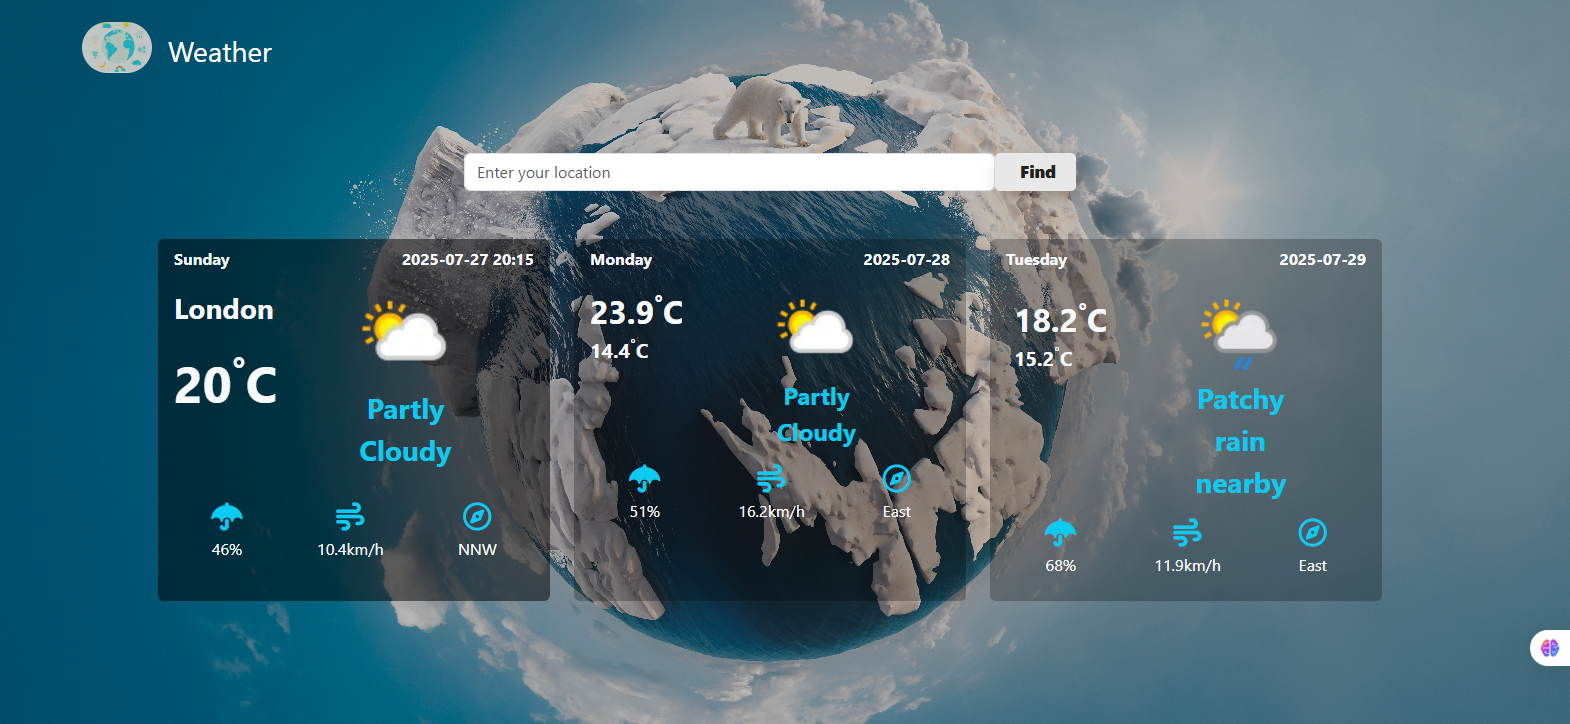 Weather
Enter your location
Find
Sunday 2025-07-27 20:15
London
20°C
Partly
Cloudy
46% 10.4km/h NNW
Monday 2025-07-28
23.9°C
14.4°C
Partly
Cloudy
51% 16.2km/h East
Tuesday 2025-07-29
18.2°C
15.2°C
Patchy
rain
nearby
68% 11.9km/h East